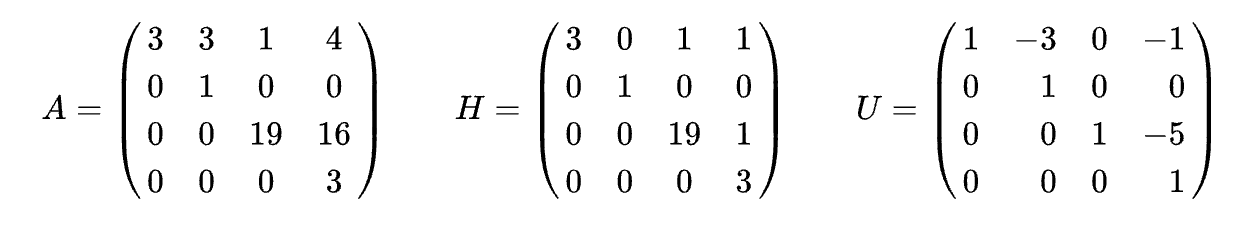 A = ( 3 3 1 4   H = ( 3 0 1 1   U = ( 1 −3 0 −1
0 1 0 0   0 1 0 0   0 1 0 0
0 0 19 16   0 0 19 1   0 0 1 −5
0 0 0 3 )   0 0 0 3 )   0 0 0 1 )